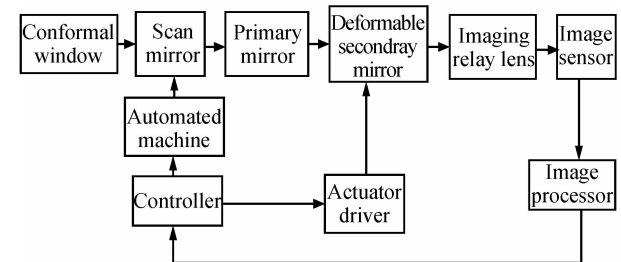 Conformal
window
Scan
mirror
Primary
mirror
Deformable
secondray
mirror
Imaging
relay lens
Image
sensor
Automated
machine
Controller
Actuator
driver
Image
processor